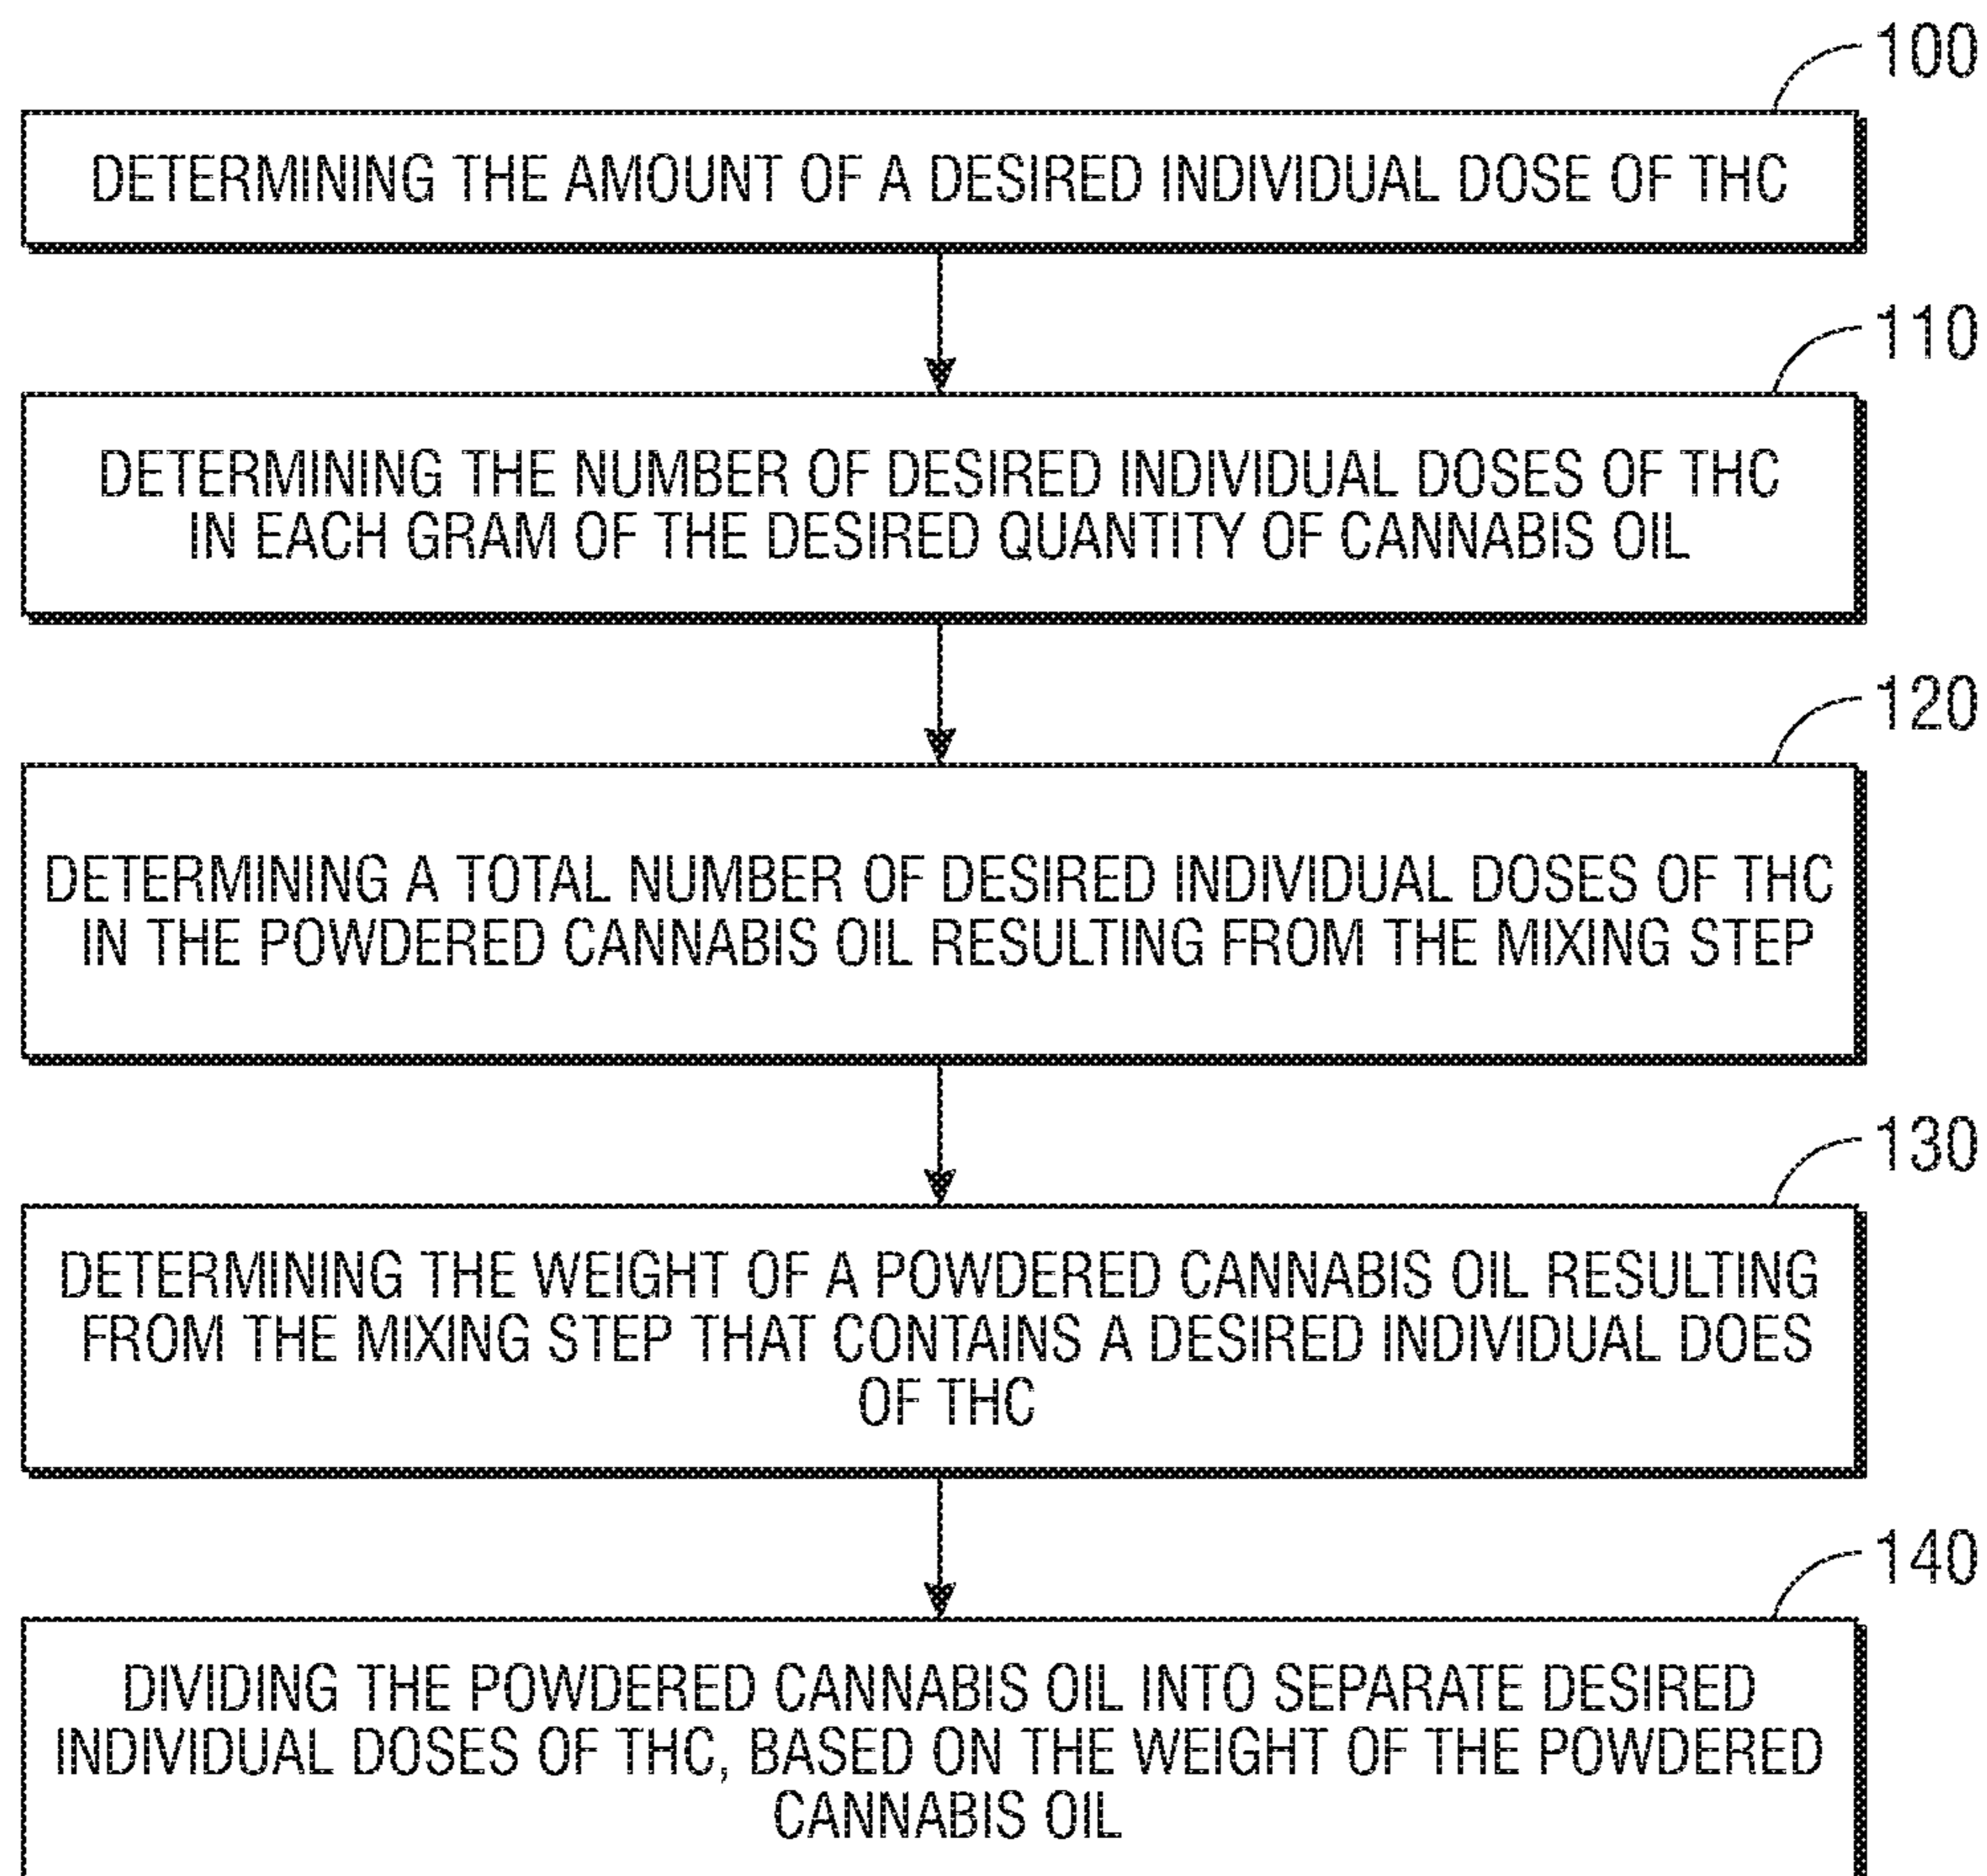 100
DETERMINING THE AMOUNT OF A DESIRED INDIVIDUAL DOSE OF THC
110
DETERMINING THE NUMBER OF DESIRED INDIVIDUAL DOSES OF THC
IN EACH GRAM OF THE DESIRED QUANTITY OF CANNABIS OIL
120
DETERMINING A TOTAL NUMBER OF DESIRED INDIVIDUAL DOSES OF THC
IN THE POWDERED CANNABIS OIL RESULTING FROM THE MIXING STEP
130
DETERMINING THE WEIGHT OF A POWDERED CANNABIS OIL RESULTING
FROM THE MIXING STEP THAT CONTAINS A DESIRED INDIVIDUAL DOES
OF THC
140
DIVIDING THE POWDERED CANNABIS OIL INTO SEPARATE DESIRED
INDIVIDUAL DOSES OF THC, BASED ON THE WEIGHT OF THE POWDERED
CANNABIS OIL